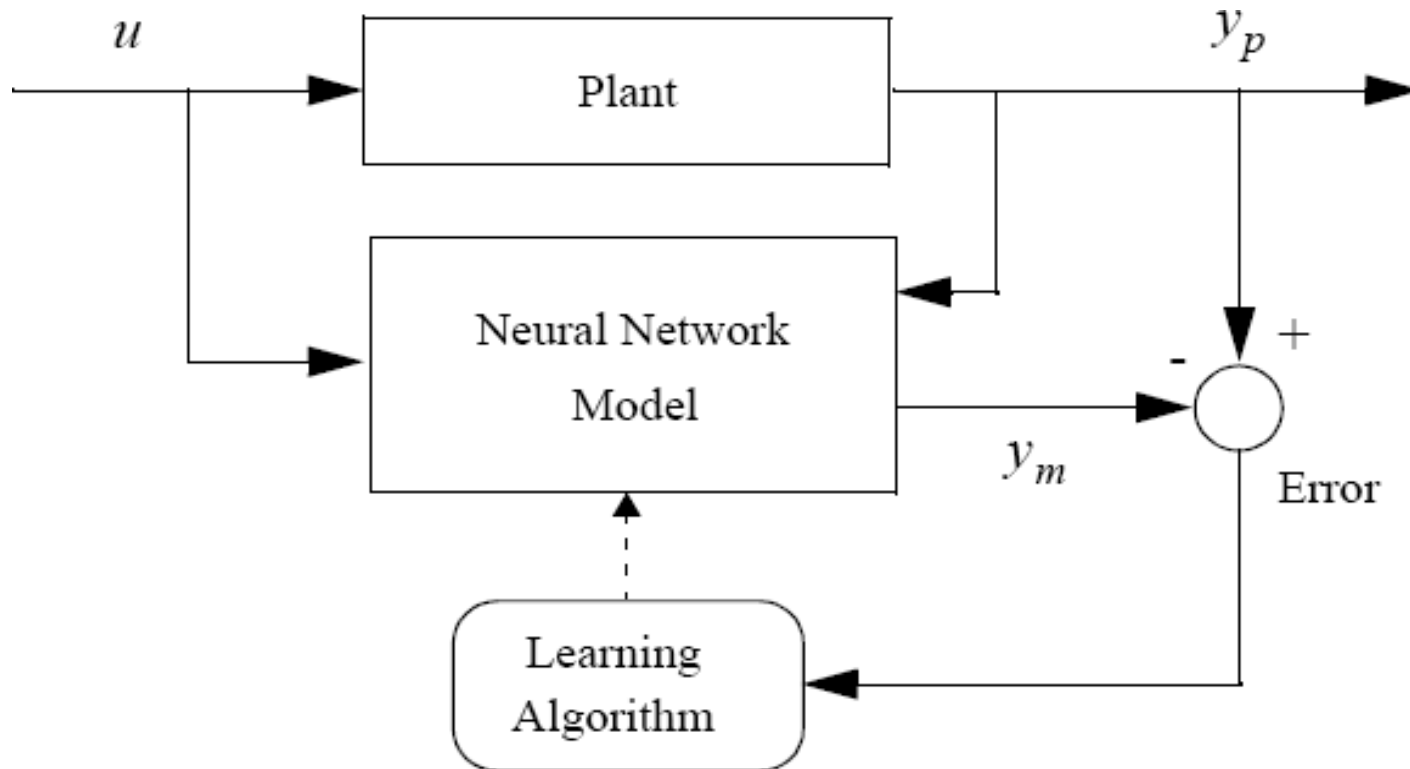 u
y_p
Plant
Neural Network
Model
+
-
y_m
Error
Learning
Algorithm